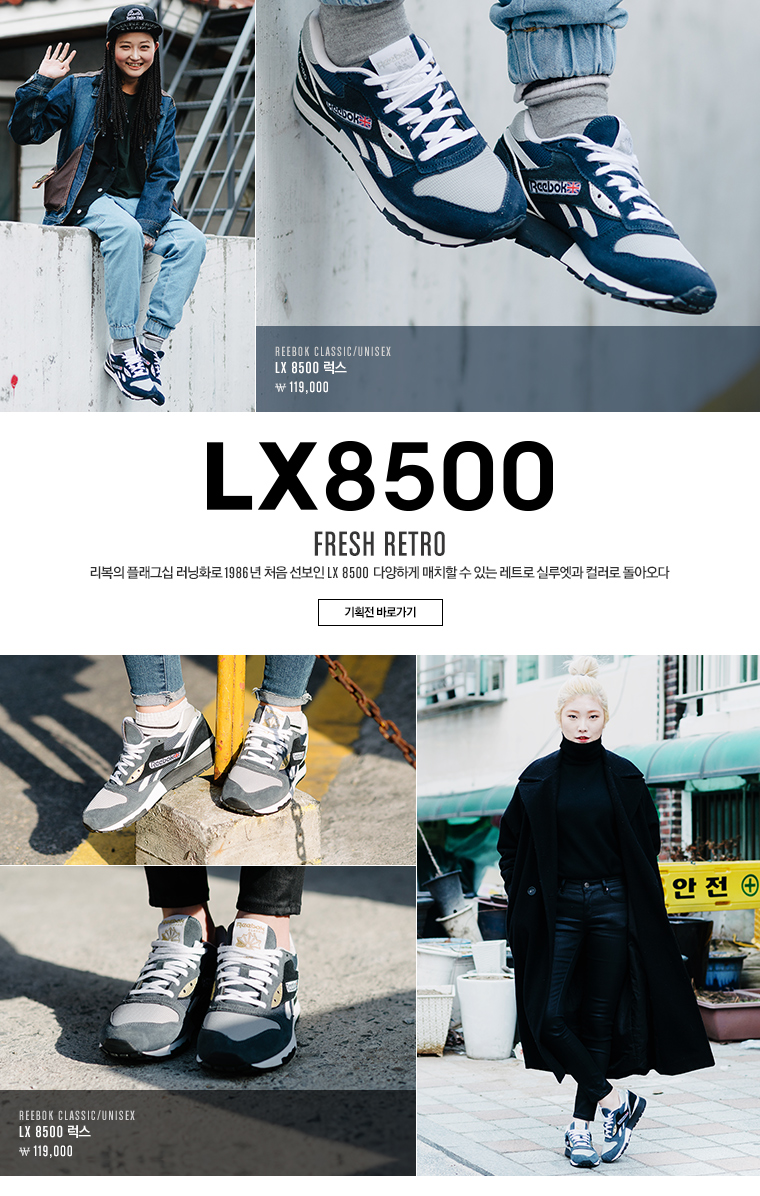 Reebok
Reebok
REEBOK CLASSIC/UNISEX
LX 8500 럭스
₩ 119,000
LX8500
FRESH RETRO
리복의 플래그십 러닝화로 1986년 처음 선보인 LX 8500 다양하게 매치할 수 있는 레트로 실루엣과 컬러로 돌아오다
기획전 바로가기
Reebok
안전
Reebok
REEBOK CLASSIC/UNISEX
LX 8500 럭스
₩ 119,000